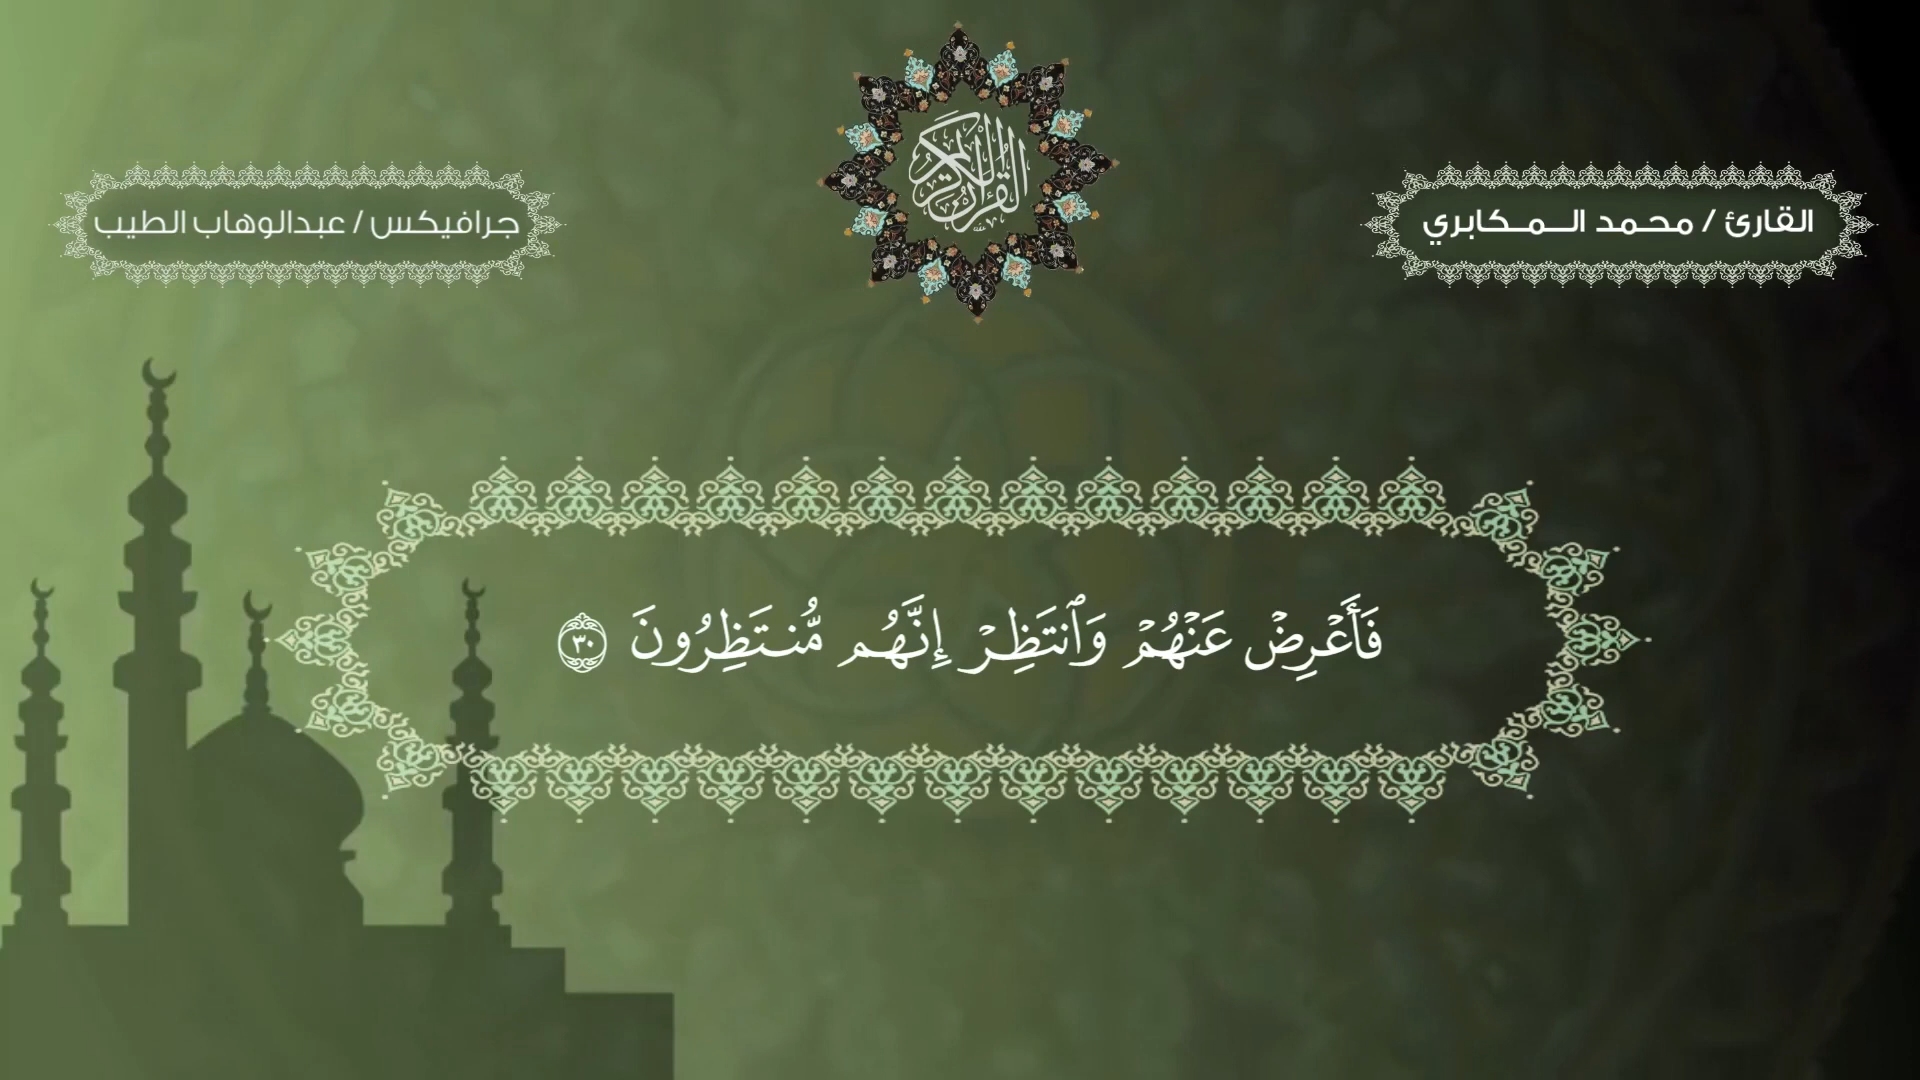 القرآن الكريم
القارئ / محـمد الـمـكابري
جرافيكس / عبدالوهاب الطيب
فَأَعۡرِضۡ عَنۡهُمۡ وَٱنتَظِرۡ إِنَّهُم مُّنتَظِرُونَ ٣٠